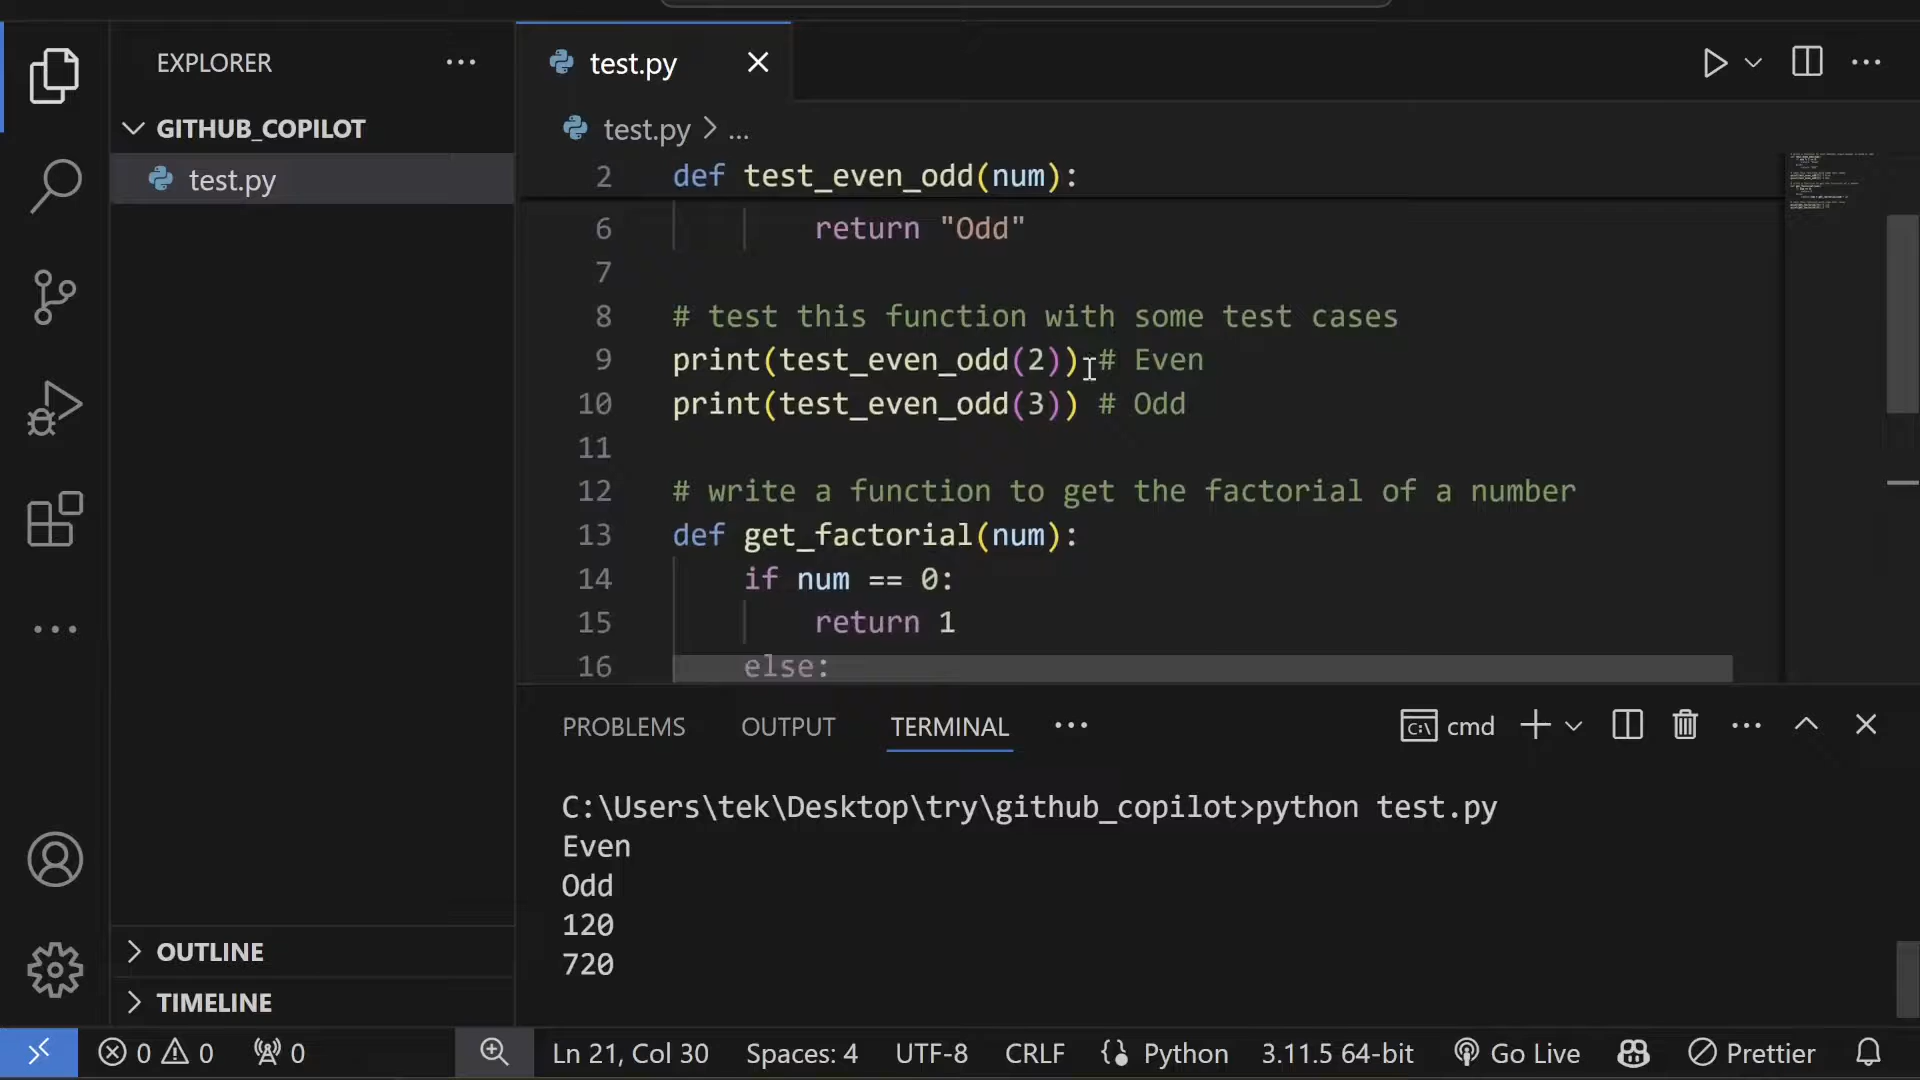 EXPLORER
GITHUB_COPILOT
test.py
OUTLINE
TIMELINE
test.py
test.py > ...
2 def test_even_odd(num):
6 return "Odd"
7
8 # test this function with some test cases
9 print(test_even_odd(2)) # Even
10 print(test_even_odd(3)) # Odd
11
12 # write a function to get the factorial of a number
13 def get_factorial(num):
14 if num == 0:
15 return 1
16 else:
PROBLEMS OUTPUT TERMINAL
cmd
C:\Users\tek\Desktop\try\github_copilot>python test.py
Even
Odd
120
720
0 0 0 Ln 21, Col 30 Spaces: 4 UTF-8 CRLF Python 3.11.5 64-bit Go Live Prettier